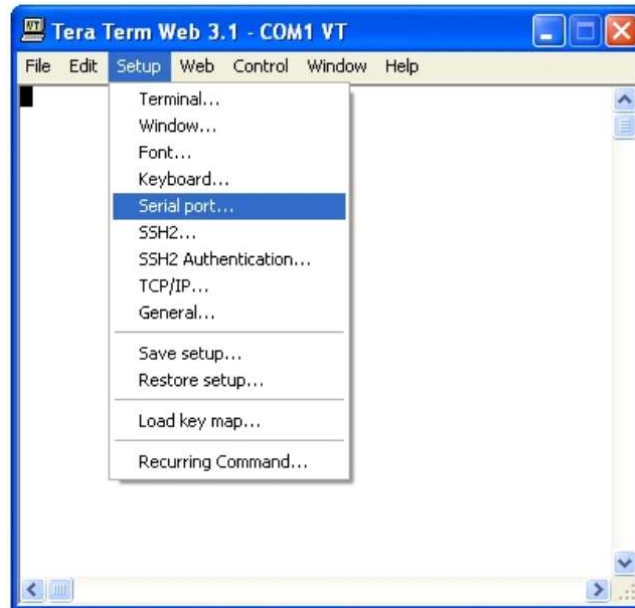 Tera Term Web 3.1 - COM1 VT
File Edit Setup Web Control Window Help
Terminal...
Window...
Font...
Keyboard...
Serial port...
SSH2...
SSH2 Authentication...
TCP/IP...
General...
Save setup...
Restore setup...
Load key map...
Recurring Command...